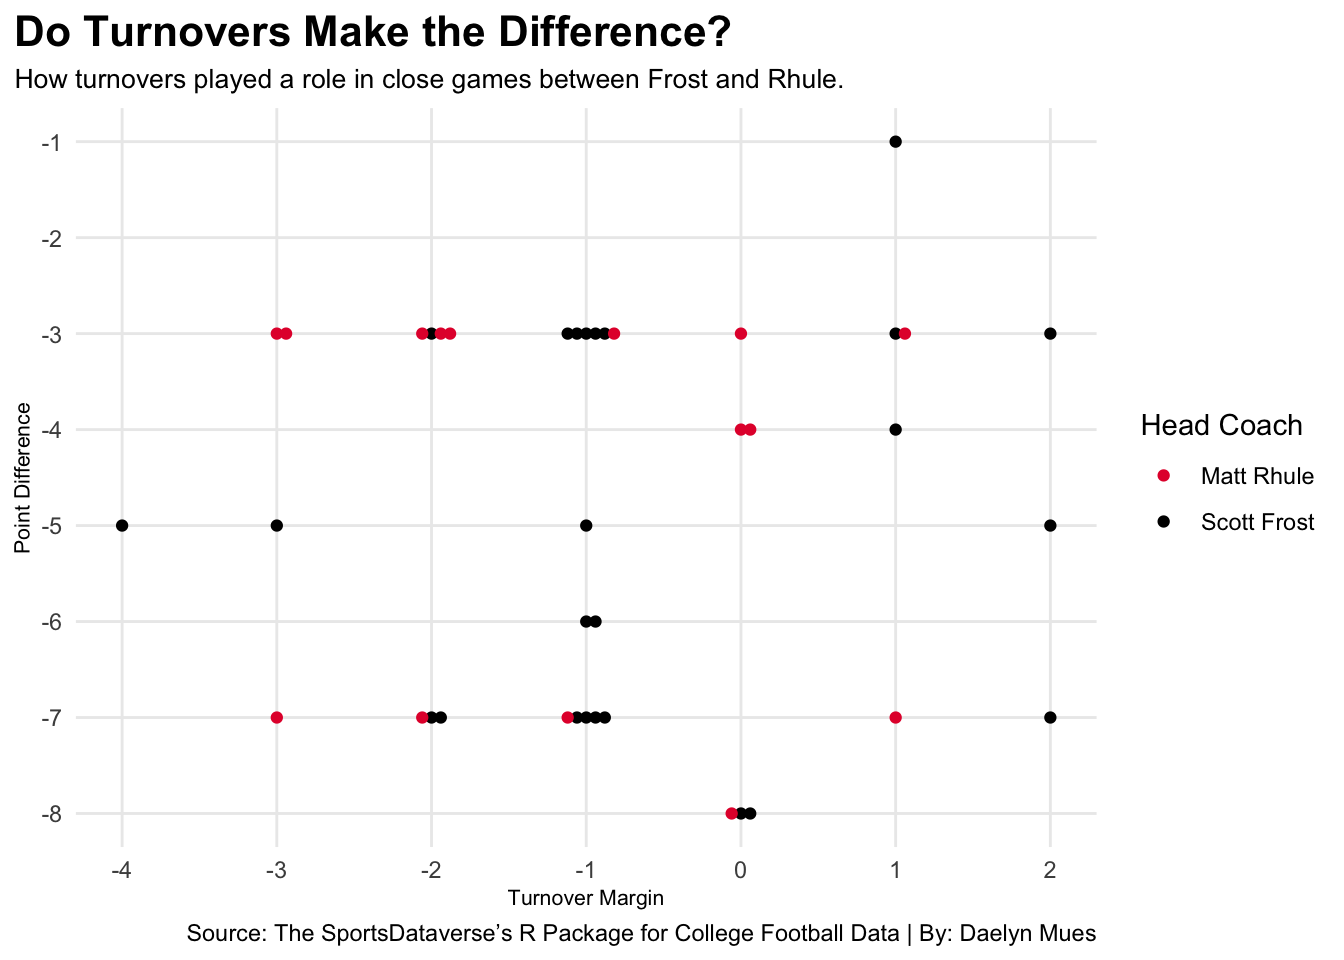 Do Turnovers Make the Difference?
How turnovers played a role in close games between Frost and Rhule.
-1
-2
-3
-4
-5
-6
-7
-8
Point Difference
-4
-3
-2
-1
0
1
2
Turnover Margin
Head Coach
Matt Rhule
Scott Frost
Source: The SportsDataverse’s R Package for College Football Data | By: Daelyn Mues